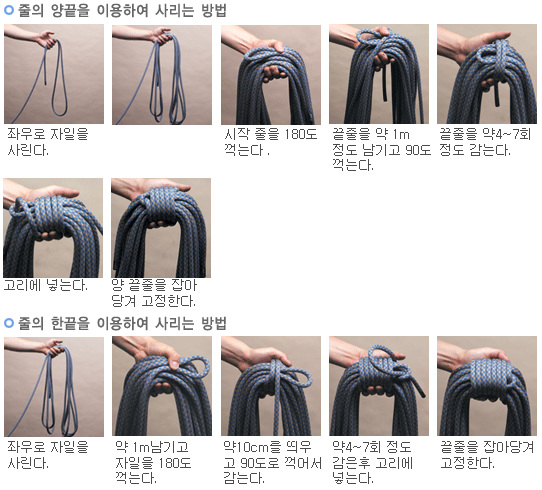 줄의 양끝을 이용하여 사리는 방법
좌우로 자일을
사린다.
시작 줄을 180도
꺽는다 .
끝줄을 약 1m
정도 남기고 90도
꺽는다.
끝줄을 약4~7회
정도 감는다.
고리에 넣는다.
양 끝줄을 잡아
당겨 고정한다.
줄의 한끝을 이용하여 사리는 방법
좌우로 자일을
사린다.
약 1m남기고
자일을 180도
꺽는다.
약10cm를 띄우
고 90도로 꺽어서
감는다.
약4~7회 정도
감은후 고리에
넣는다.
끝줄을 잡아당겨
고정한다.